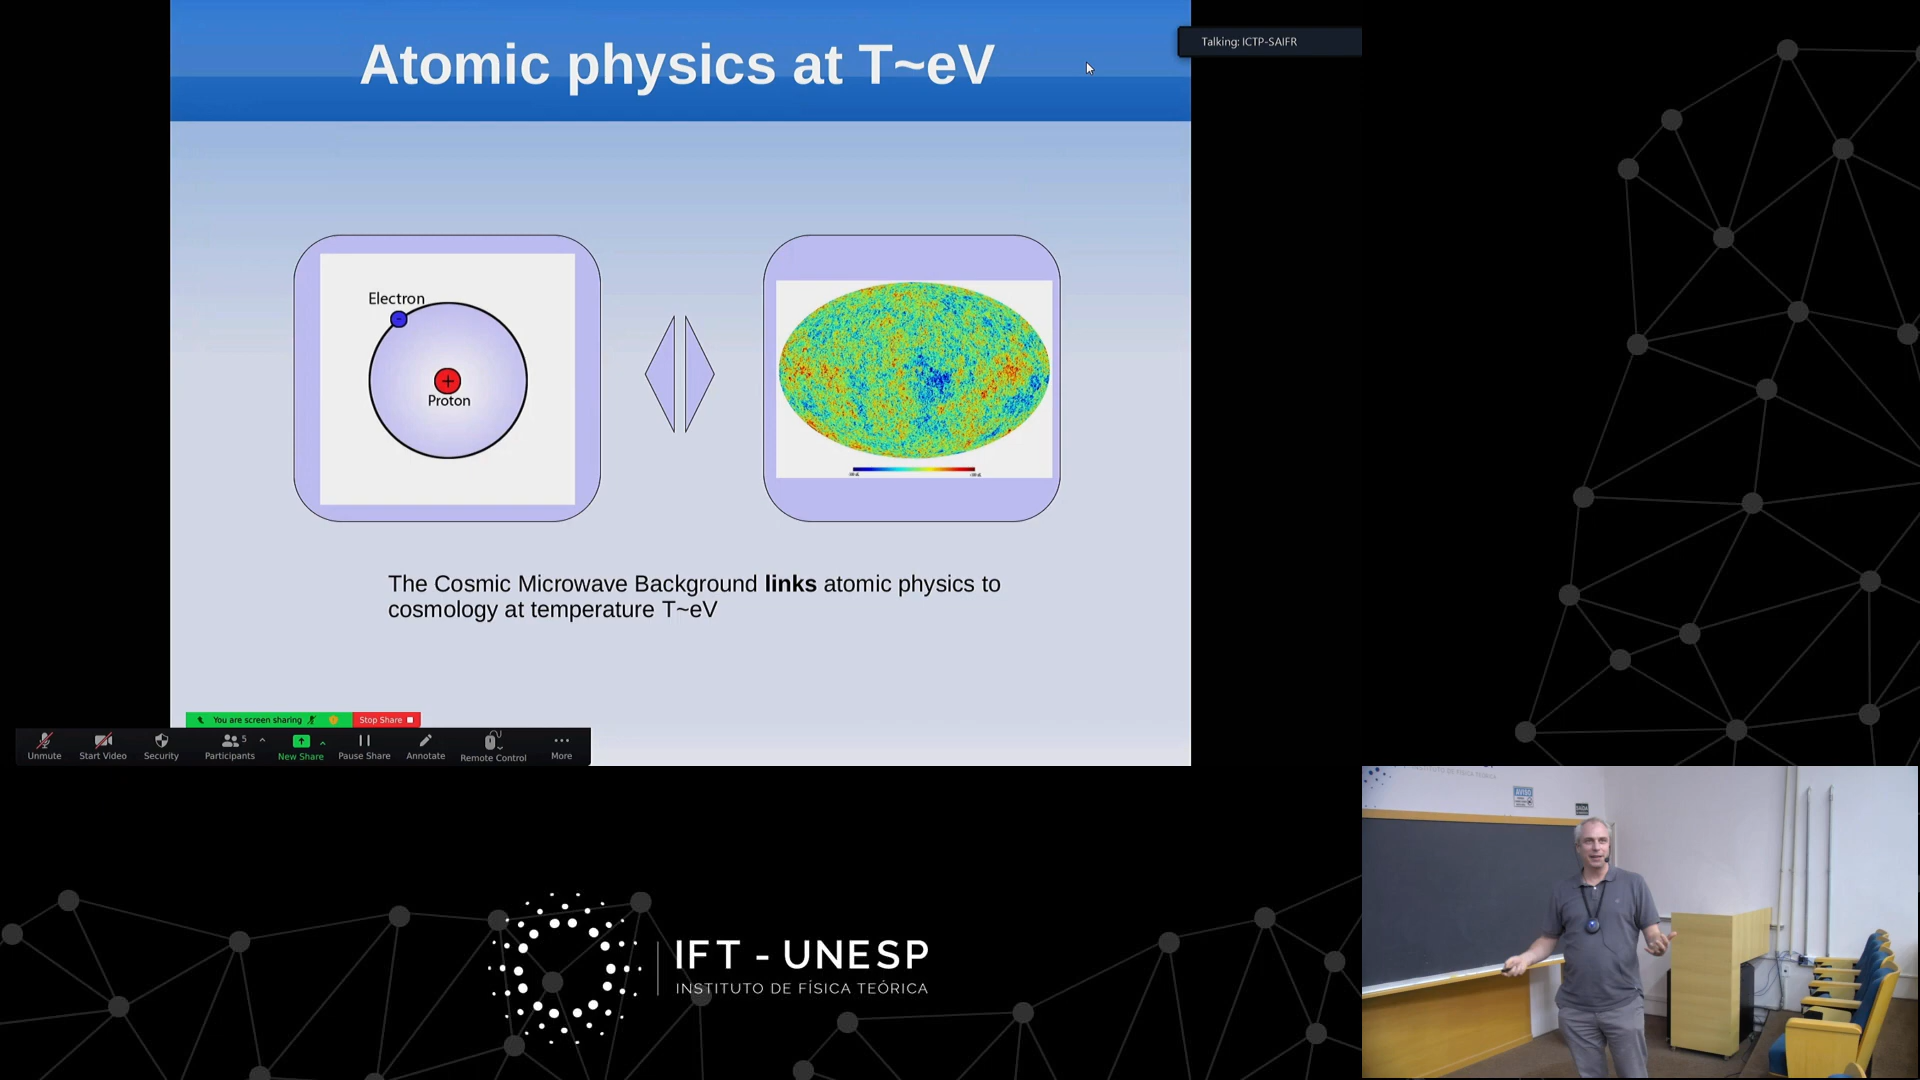 Atomic physics at T~eV
Talking: ICTP-SAIFR
Electron
-
+
Proton
The Cosmic Microwave Background links atomic physics to
cosmology at temperature T~eV
You are screen sharing
Stop Share
Unmute
Start Video
Security
Participants
5
New Share
Pause Share
Annotate
Remote Control
More
AVISO
IFT - UNESP
INSTITUTO DE FÍSICA TEÓRICA